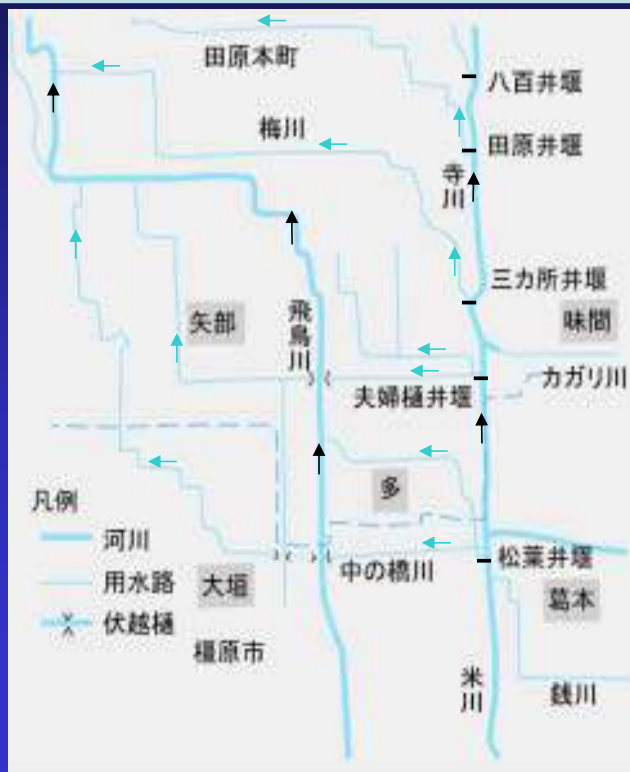 田原本町
八百井堰
梅川
田原井堰
寺川
三カ所井堰
味間
飛鳥川
矢部
カガリ川
夫婦樋井堰
多
凡例
河川
用水路
伏越樋
大垣
中の橋川
松葉井堰
葛本
橿原市
米川
銭川